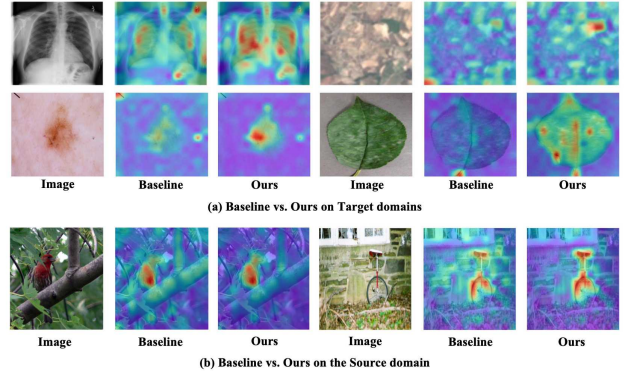 Image Baseline Ours Image Baseline Ours
(a) Baseline vs. Ours on Target domains
Image Baseline Ours Image Baseline Ours
(b) Baseline vs. Ours on the Source domain